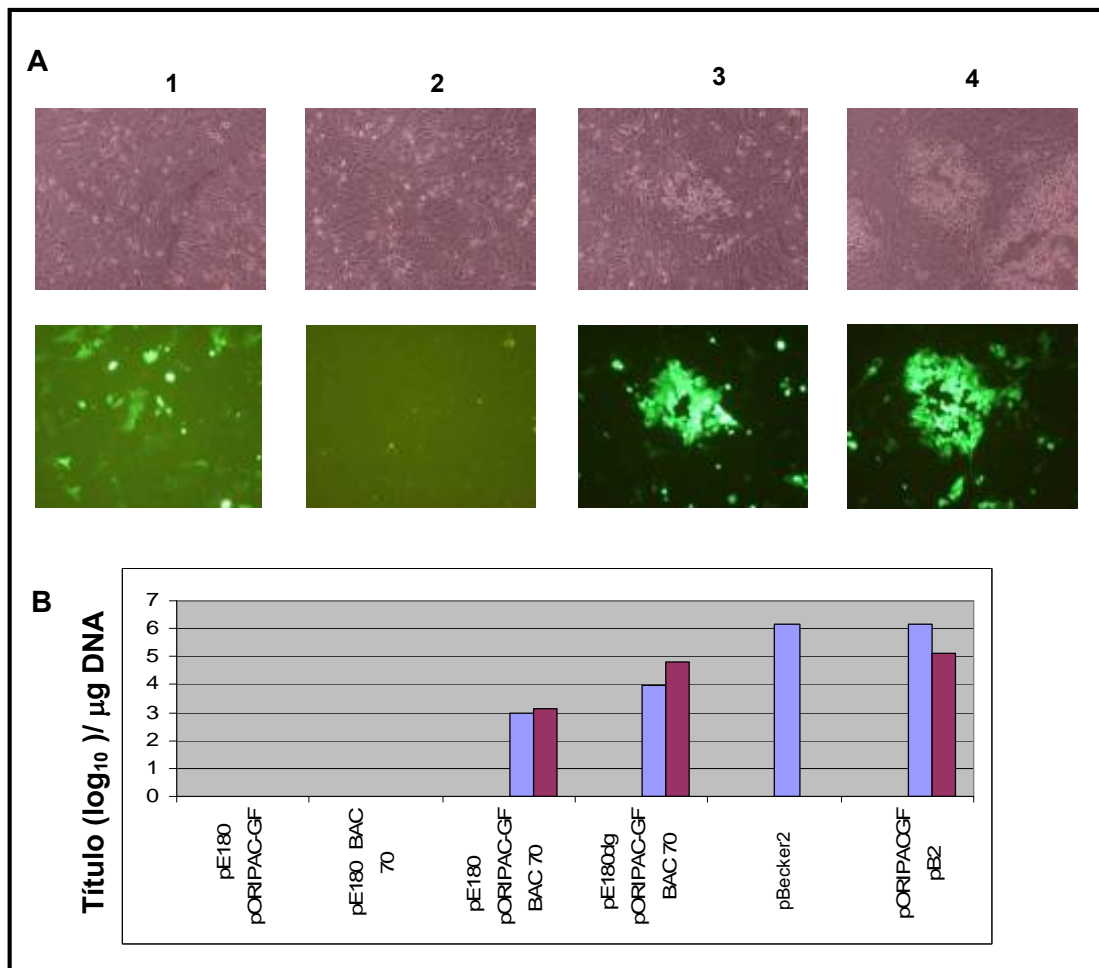 A
1 2 3 4
B
Título (log10)/ µg DNA
7
6
5
4
3
2
1
0
pE180
pORIPAC-GF
pE180 BAC
70
pE180
pORIPAC-GF
BAC 70
pE180dg
pORIPAC-GF
BAC 70
pBecker2
pORIPACGF
pB2